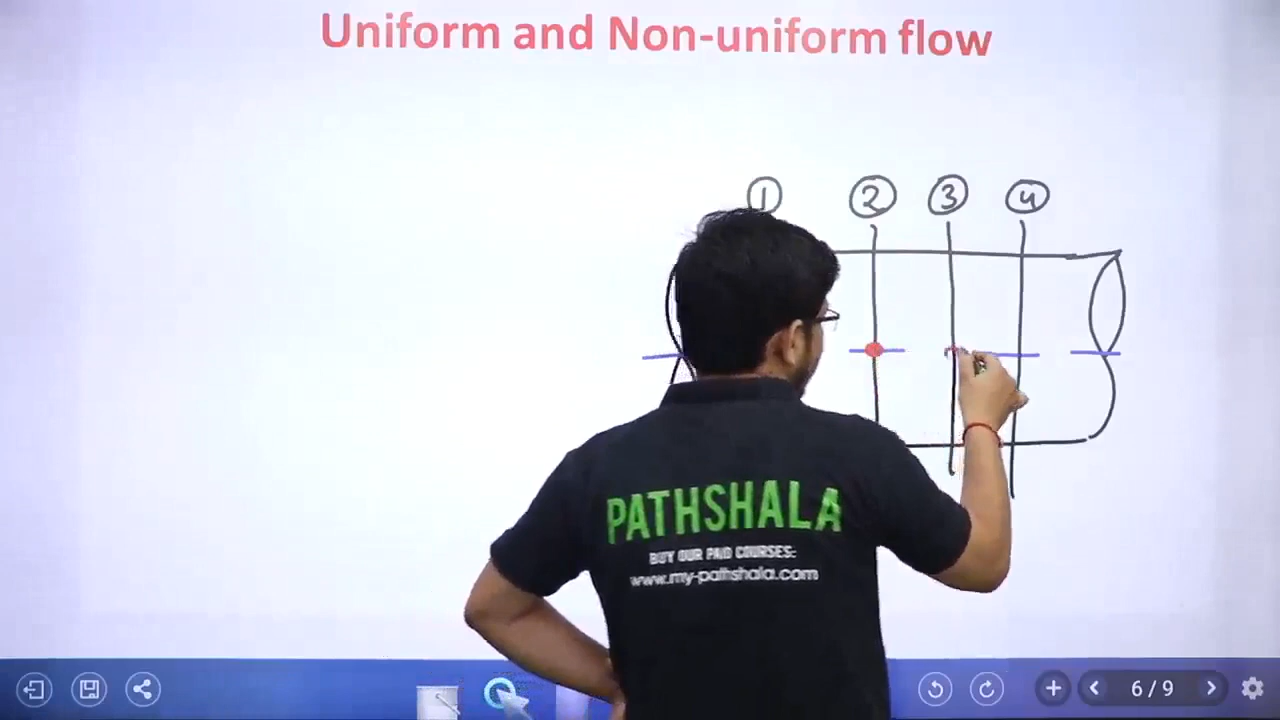 Uniform and Non-uniform flow
1 2 3 4
PATHSHALA
BUY OUR PAID COURSES:
www.my-pathshala.com
6 / 9